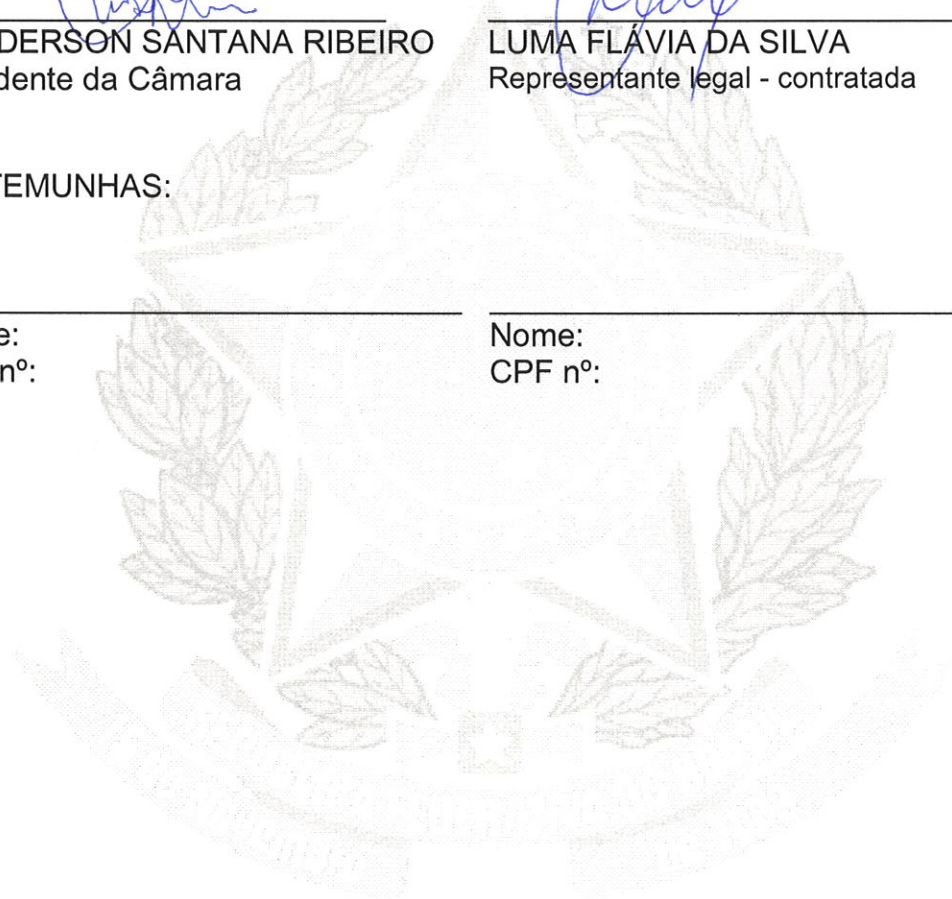 DERSON SANTANA RIBEIRO
dente da Câmara
LUMA FLÁVIA DA SILVA
Representante legal - contratada
TEMUNHAS:
e:
nº:
Nome:
CPF nº: